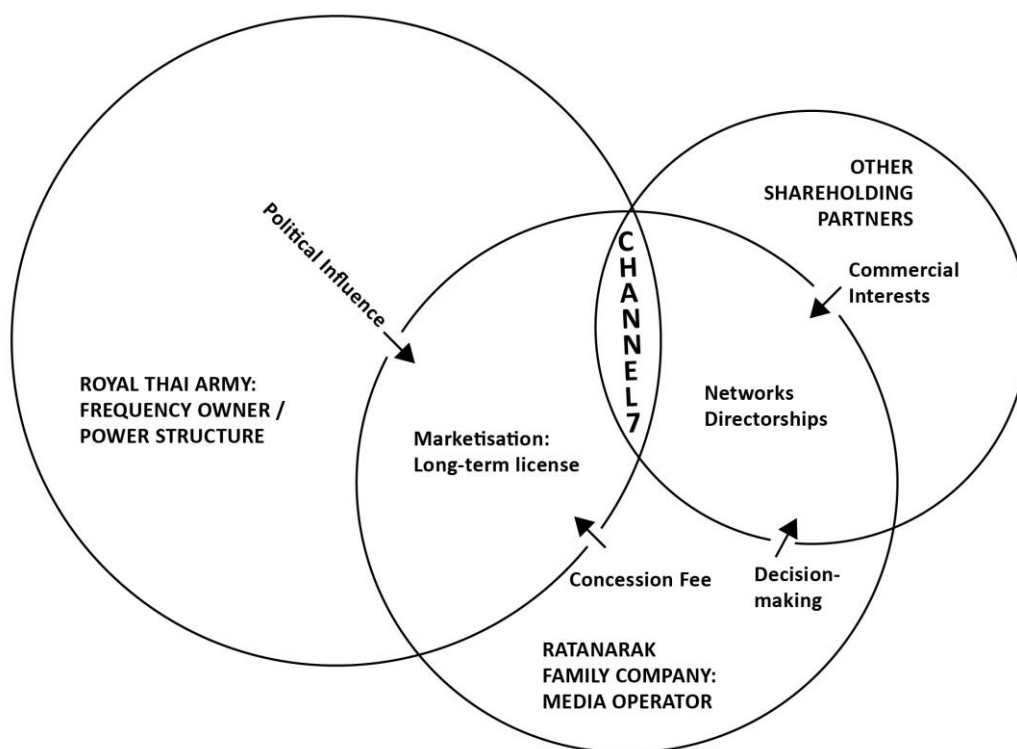 OTHER
SHAREHOLDING
PARTNERS
Political Influence
CHANNEL7
Commercial
Interests
ROYAL THAI ARMY:
FREQUENCY OWNER /
POWER STRUCTURE
Networks
Directorships
Marketisation:
Long-term license
Concession Fee
Decision-
making
RATANARAK
FAMILY COMPANY:
MEDIA OPERATOR